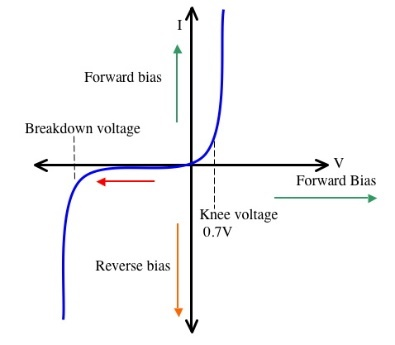 I
Forward bias
Breakdown voltage
V
Forward Bias
Knee voltage
0.7V
Reverse bias